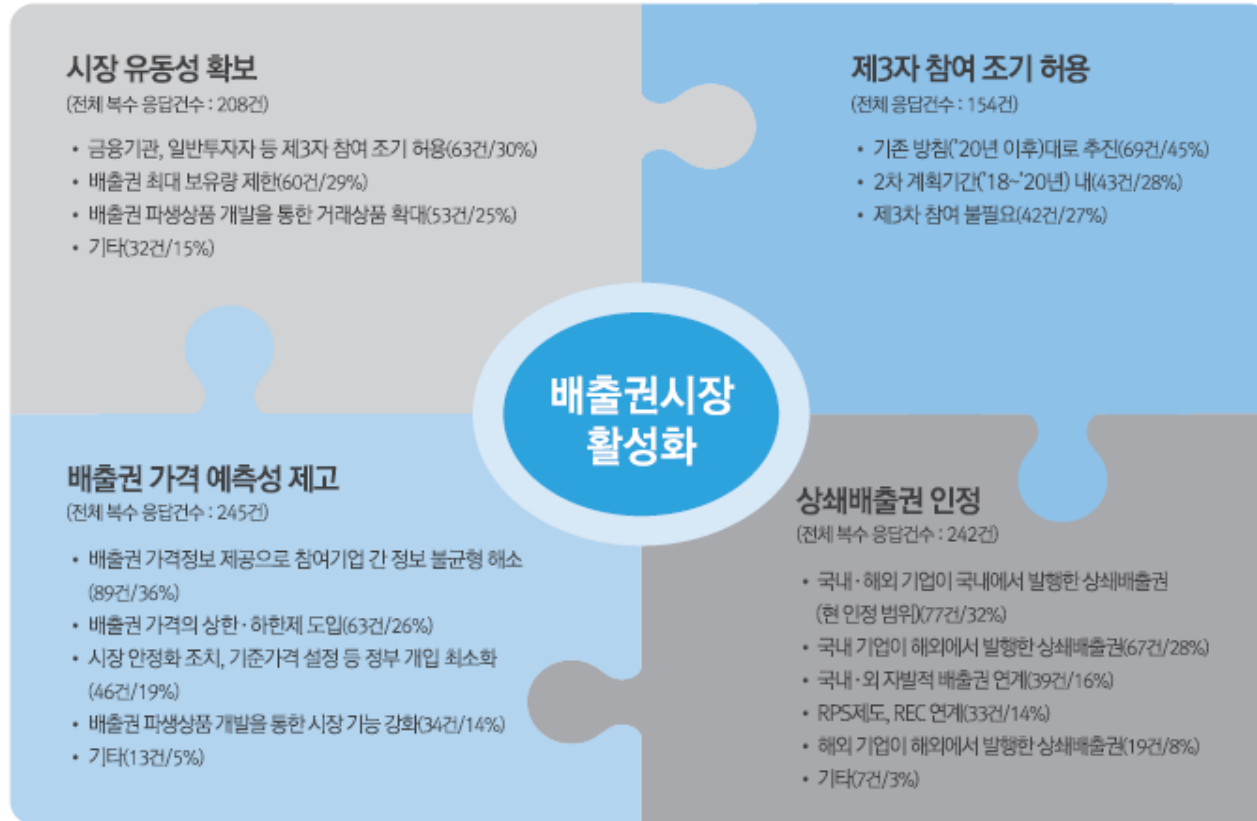 시장 유동성 확보
(전체 복수 응답건수 : 208건)
• 금융기관, 일반투자자 등 제3자 참여 조기 허용(63건/30%)
• 배출권 최대 보유량 제한(60건/29%)
• 배출권 파생상품 개발을 통한 거래상품 확대(53건/25%)
• 기타(32건/15%)
제3자 참여 조기 허용
(전체 응답건수 : 154건)
• 기존 방침('20년 이후)대로 추진(69건/45%)
• 2차 계획기간('18~'20년) 내(43건/28%)
• 제3차 참여 불필요(42건/27%)
배출권시장
활성화
배출권 가격 예측성 제고
(전체 복수 응답건수 : 245건)
• 배출권 가격정보 제공으로 참여기업 간 정보 불균형 해소
(89건/36%)
• 배출권 가격의 상한·하한제 도입(63건/26%)
• 시장 안정화 조치, 기준가격 설정 등 정부 개입 최소화
(46건/19%)
• 배출권 파생상품 개발을 통한 시장 기능 강화(34건/14%)
• 기타(13건/5%)
상쇄배출권 인정
(전체 복수 응답건수 : 242건)
• 국내·해외 기업이 국내에서 발행한 상쇄배출권
(현 인정 범위)(77건/32%)
• 국내 기업이 해외에서 발행한 상쇄배출권(67건/28%)
• 국내·외 자발적 배출권 연계(39건/16%)
• RPS제도, REC 연계(33건/14%)
• 해외 기업이 해외에서 발행한 상쇄배출권(19건/8%)
• 기타(7건/3%)